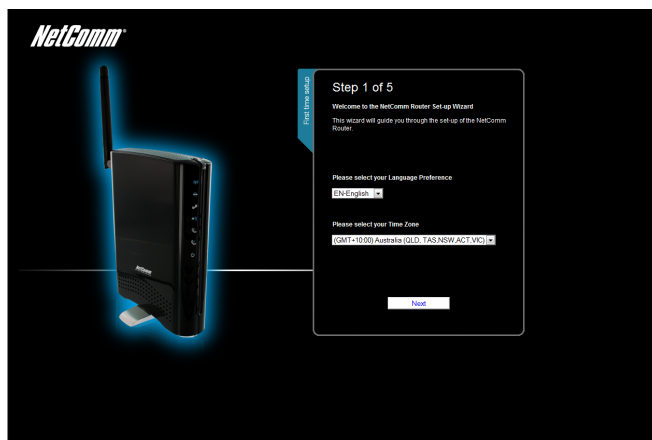 NetComm
First time setup
Step 1 of 5
Welcome to the NetComm Router Set-up Wizard
This wizard will guide you through the set-up of the NetComm
Router.
Please select your Language Preference
EN-English
Please select your Time Zone
(GMT+10:00) Australia (QLD, TAS,NSW,ACT,VIC)
Next
NetComm